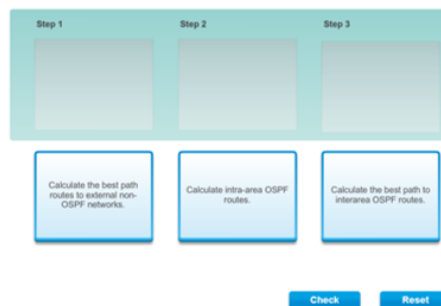 Step 1
Step 2
Step 3
Calculate the best path
routes to external non-
OSPF networks.
Calculate intra-area OSPF
routes.
Calculate the best path to
interarea OSPF routes.
Check
Reset